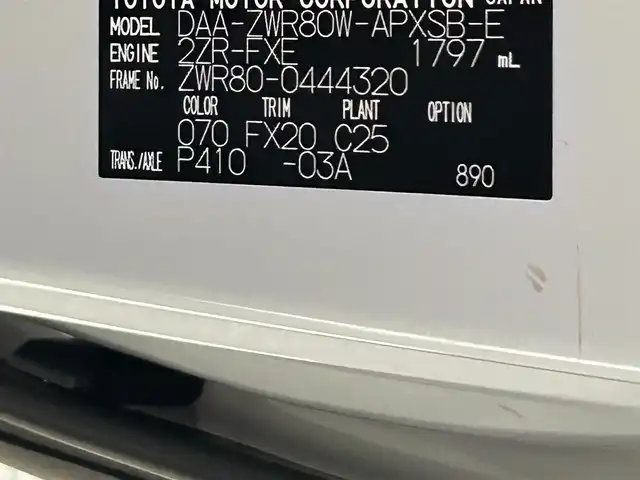 TOYOTA MOTOR CORPORATION JAPAN
MODEL DAA-ZWR80W-APXSB-E
ENGINE 2ZR-FXE 1797 mL
FRAME No. ZWR80-0444320
COLOR TRIM PLANT OPTION
070 FX20 C25
TRANS./AXLE P410 -03A 890